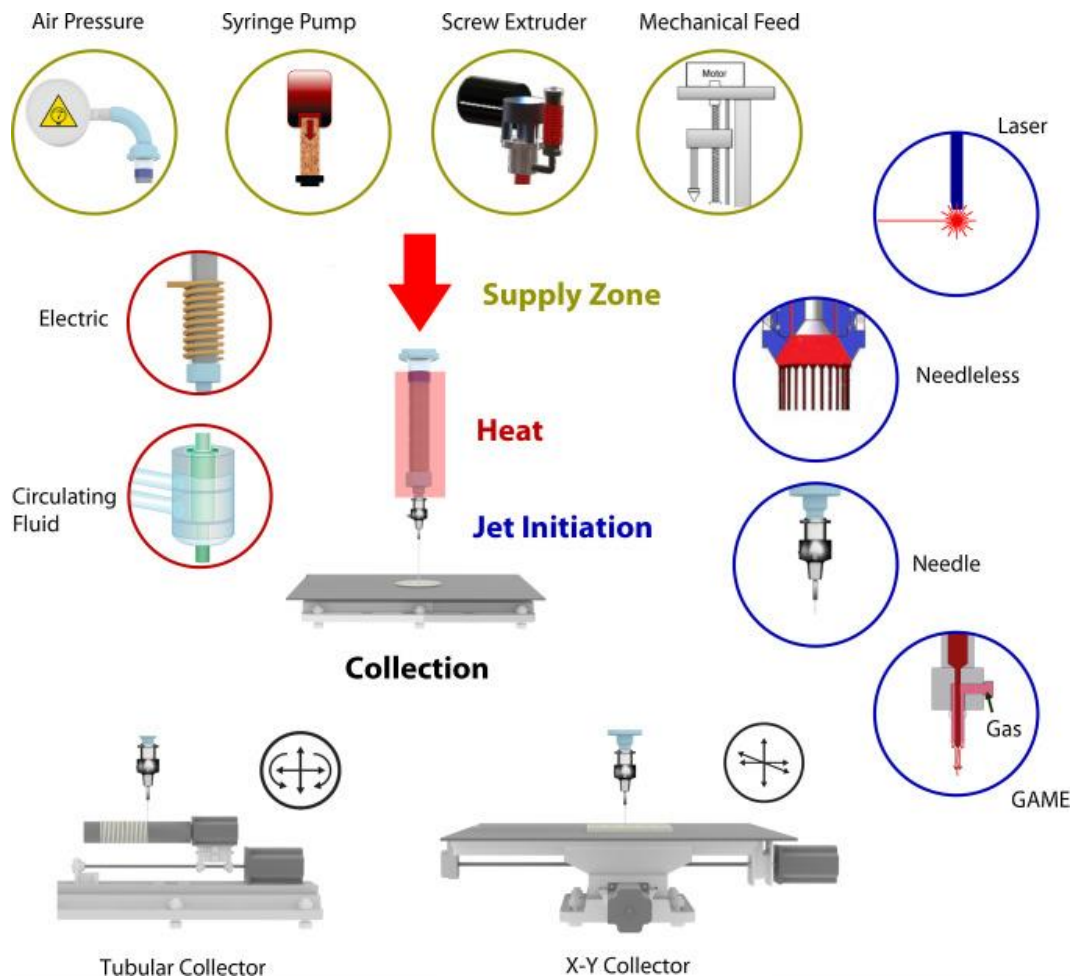 Air Pressure
Syringe Pump
Screw Extruder
Mechanical Feed
Motor
Laser
Electric
Supply Zone
Needleless
Heat
Circulating
Fluid
Jet Initiation
Needle
Collection
Gas
GAME
Tubular Collector
X-Y Collector